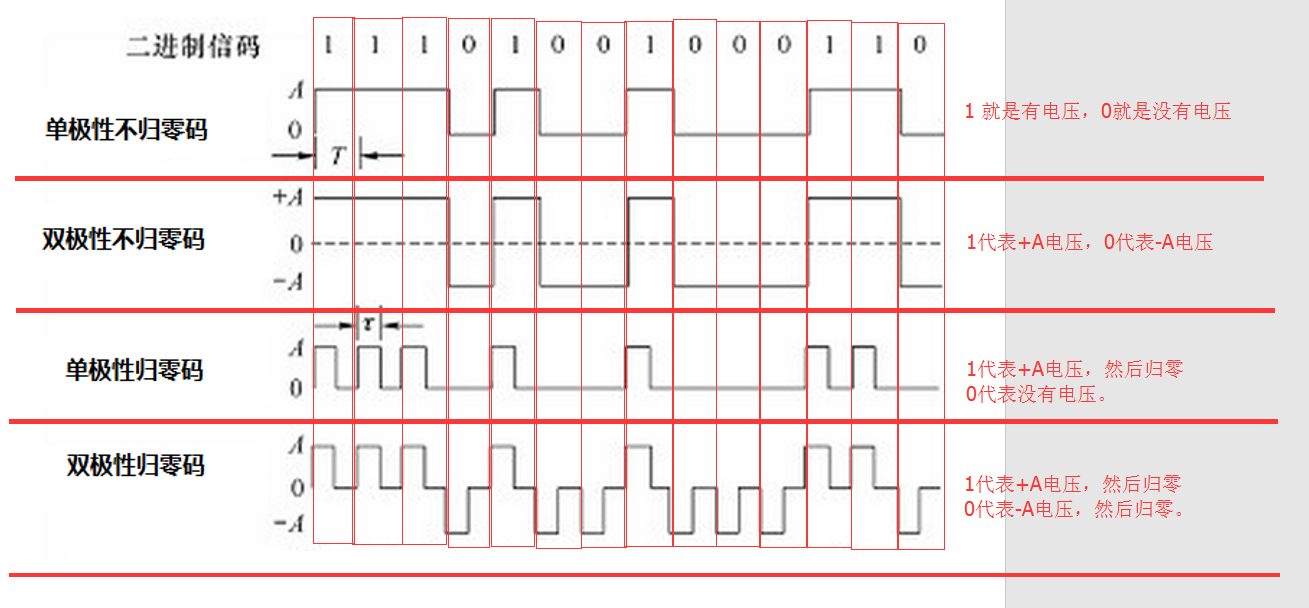 二进制信码 1 1 1 0 1 0 0 1 0 0 0 1 1 0
A
单极性不归零码
0
1 就是有电压，0就是没有电压
T
+A
双极性不归零码
0
1代表+A电压，0代表-A电压
-A
τ
A
单极性归零码
0
1代表+A电压，然后归零
0代表没有电压。
A
双极性归零码
0
1代表+A电压，然后归零
0代表-A电压，然后归零。
-A